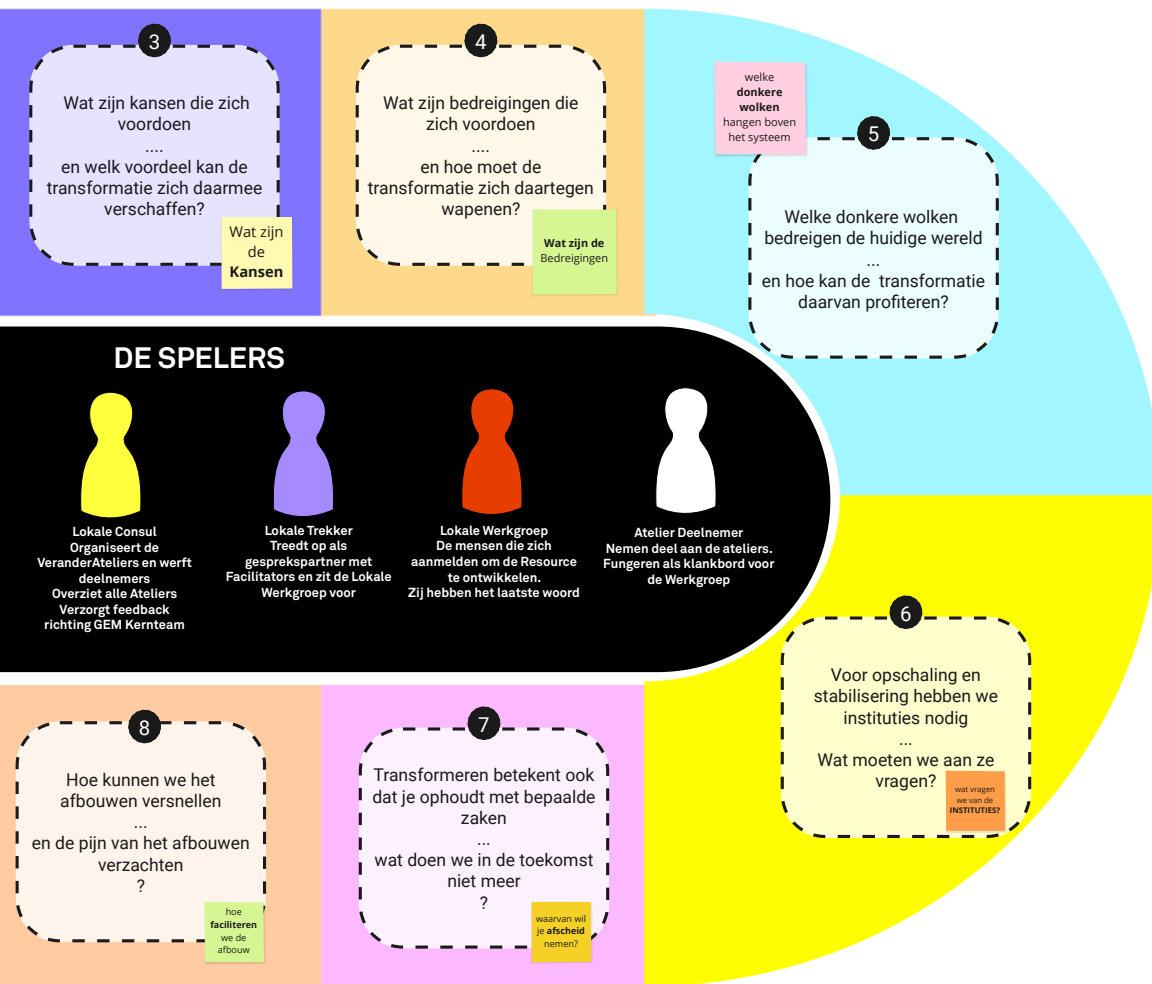 3
Wat zijn kansen die zich
voordoen
....
en welk voordeel kan de
transformatie zich daarmee
verschaffen?
Wat zijn
de
Kansen
4
Wat zijn bedreigingen die
zich voordoen
....
en hoe moet de
transformatie zich daartegen
wapenen?
Wat zijn de
Bedreigingen
welke
donkere
wolken
hangen boven
het systeem
5
Welke donkere wolken
bedreigen de huidige wereld
...
en hoe kan de transformatie
daarvan profiteren?
DE SPELERS
Lokale Consul
Organiseert de
VeranderAteliers en werft
deelnemers
Overziet alle Ateliers
Verzorgt feedback
richting GEM Kernteam
Lokale Trekker
Treedt op als
gesprekspartner met
Facilitators en zit de Lokale
Werkgroep voor
Lokale Werkgroep
De mensen die zich
aanmelden om de Resource
te ontwikkelen.
Zij hebben het laatste woord
Atelier Deelnemer
Nemen deel aan de ateliers.
Fungeren als klankbord voor
de Werkgroep
6
Voor opschaling en
stabilisering hebben we
instituties nodig
...
Wat moeten we aan ze
vragen?
wat vragen
we van de
INSTITUTIES?
8
Hoe kunnen we het
afbouwen versnellen
...
en de pijn van het afbouwen
verzachten
?
hoe
faciliteren
we de
afbouw
7
Transformeren betekent ook
dat je ophoudt met bepaalde
zaken
...
wat doen we in de toekomst
niet meer
?
waarvan wil
je afscheid
nemen?